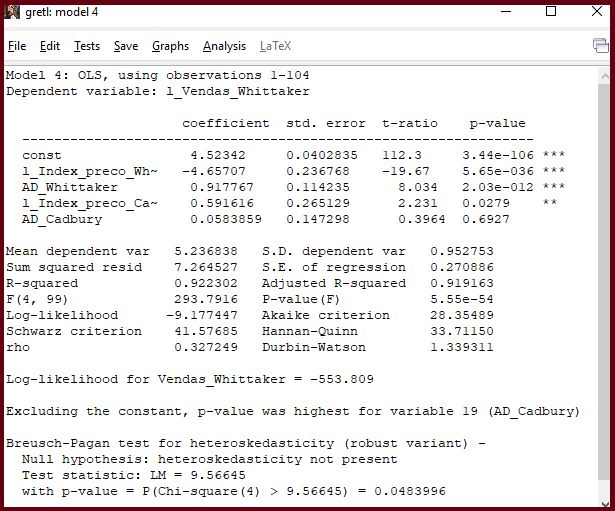 gretl: model 4
File Edit Tests Save Graphs Analysis LaTeX
Model 4: OLS, using observations 1-104
Dependent variable: l_Vendas_Whittaker
coefficient std. error t-ratio p-value
------------------------------------------------------------------
const 4.52342 0.0402835 112.3 3.44e-106 ***
l_Index_preco_Wh~ -4.65707 0.236768 -19.67 5.65e-036 ***
AD_Whittaker 0.917767 0.114235 8.034 2.03e-012 ***
l_Index_preco_Ca~ 0.591616 0.265129 2.231 0.0279 **
AD_Cadbury 0.0583859 0.147298 0.3964 0.6927
Mean dependent var 5.236838 S.D. dependent var 0.952753
Sum squared resid 7.264527 S.E. of regression 0.270886
R-squared 0.922302 Adjusted R-squared 0.919163
F(4, 99) 293.7916 P-value(F) 5.55e-54
Log-likelihood -9.177447 Akaike criterion 28.35489
Schwarz criterion 41.57685 Hannan-Quinn 33.71150
rho 0.327249 Durbin-Watson 1.339311
Log-likelihood for Vendas_Whittaker = -553.809
Excluding the constant, p-value was highest for variable 19 (AD_Cadbury)
Breusch-Pagan test for heteroskedasticity (robust variant) -
Null hypothesis: heteroskedasticity not present
Test statistic: LM = 9.56645
with p-value = P(Chi-square(4) > 9.56645) = 0.0483996